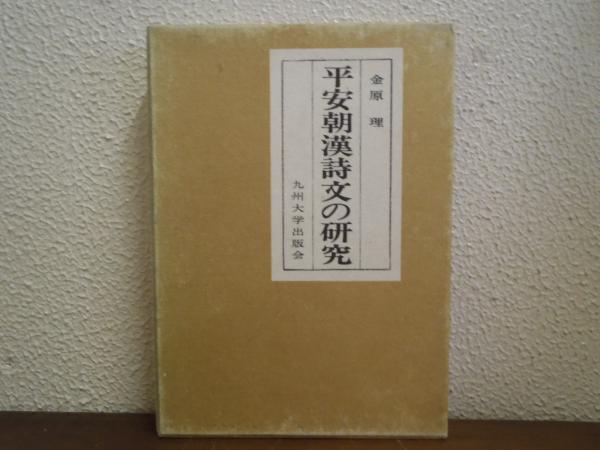 金原理
平安朝漢詩文の研究
九州大学出版会